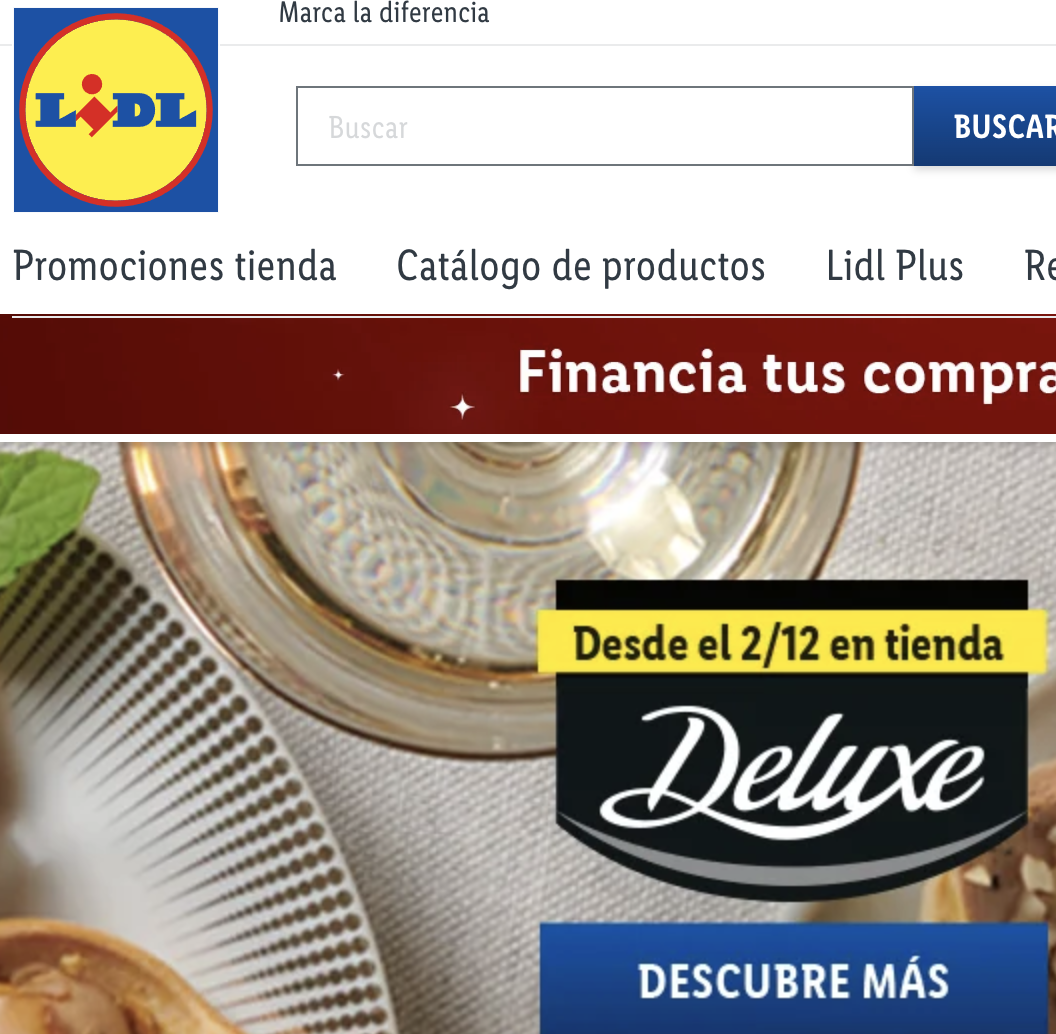 Marca la diferencia
LIDL
Buscar
BUSCAR
Promociones tienda
Catálogo de productos
Lidl Plus
Re
Financia tus compra
Desde el 2/12 en tienda
Deluxe
DESCUBRE MÁS